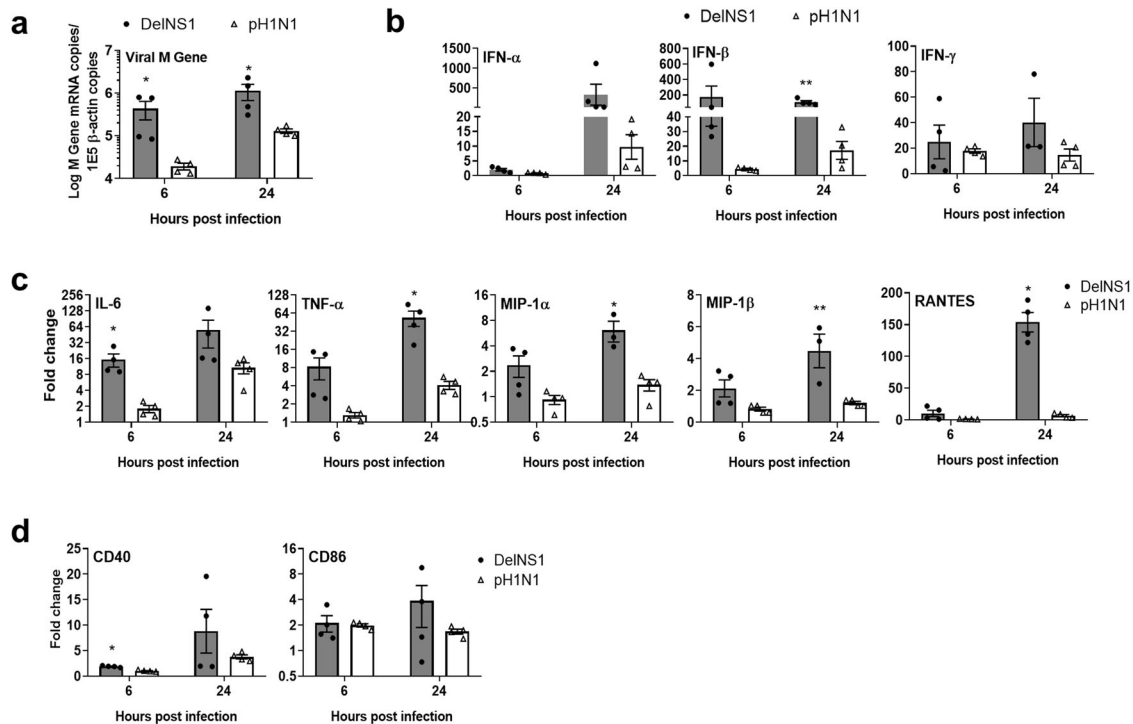 a
DelNS1
pH1N1
Log M Gene mRNA copies/
1E5 β-actin copies
Viral M Gene
6
5
4
*
*
6
24
Hours post infection
b
DelNS1
pH1N1
IFN-α
1500
1000
500
20
15
10
5
0
6
24
Hours post infection
IFN-β
800
600
400
200
50
40
30
20
10
0
**
6
24
Hours post infection
IFN-γ
100
80
60
40
20
0
6
24
Hours post infection
c
Fold change
IL-6
256
128
64
32
16
8
4
2
1
*
6
24
Hours post infection
TNF-α
128
64
32
16
8
4
2
1
*
6
24
Hours post infection
MIP-1α
16
8
4
2
1
0.5
*
6
24
Hours post infection
MIP-1β
8
6
4
2
0
**
6
24
Hours post infection
RANTES
200
150
100
50
0
*
6
24
Hours post infection
DelNS1
pH1N1
d
Fold change
CD40
25
20
15
10
5
0
*
6
24
Hours post infection
CD86
16
8
4
2
1
0.5
6
24
Hours post infection
DelNS1
pH1N1